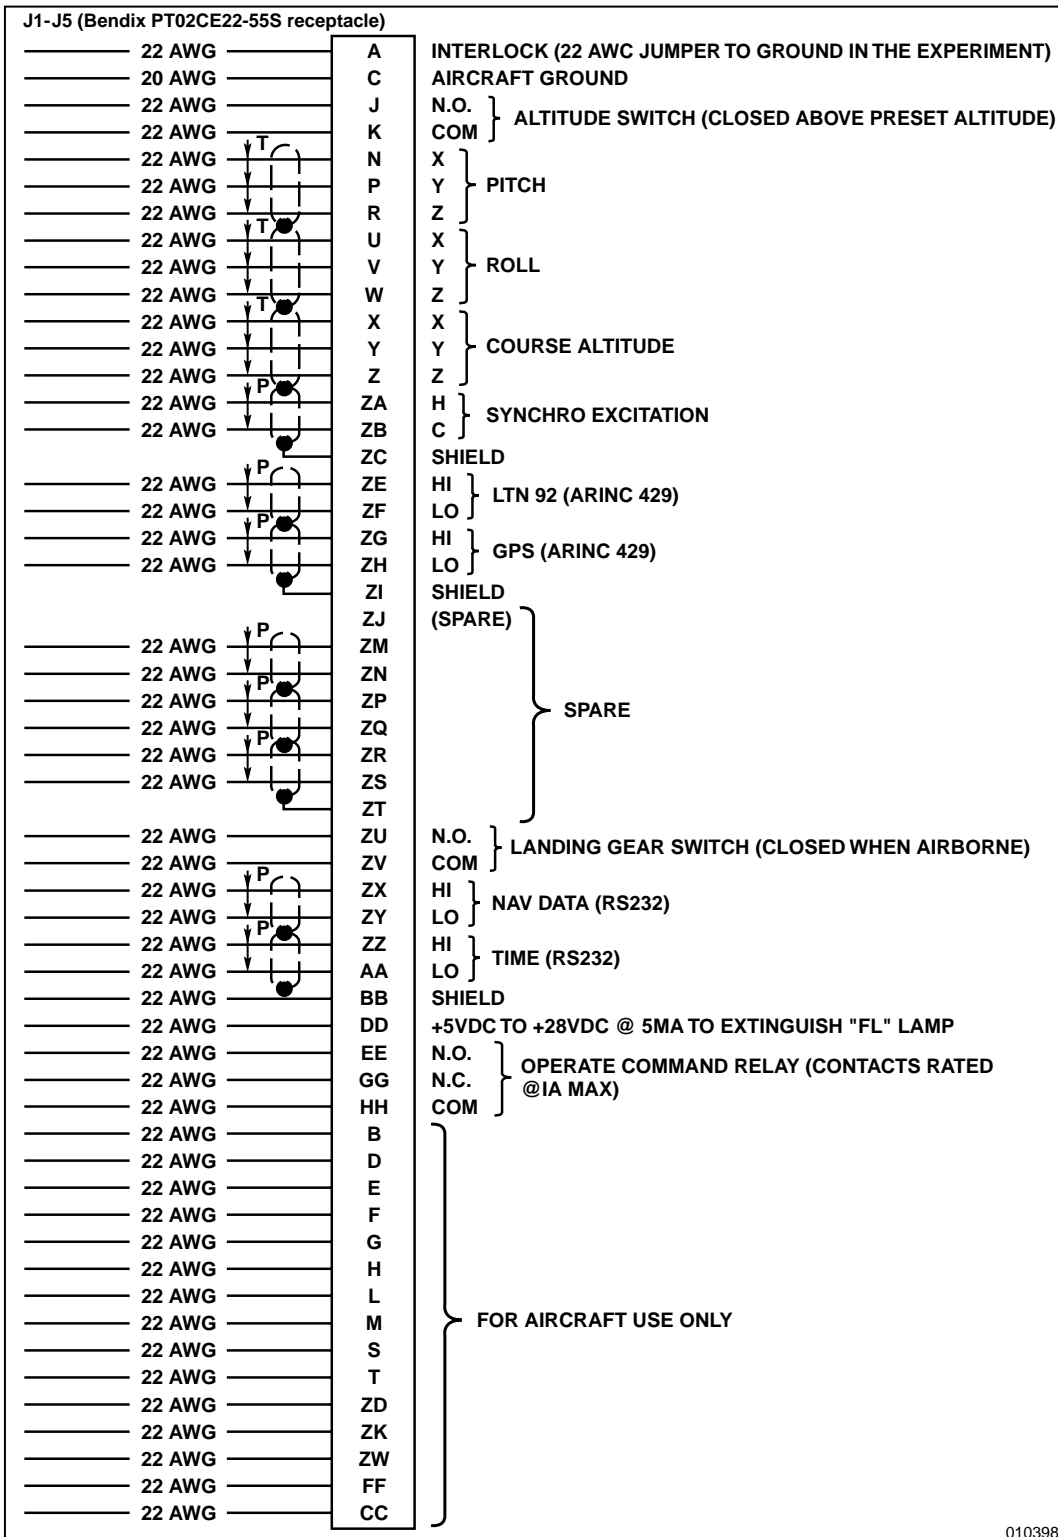 J1-J5 (Bendix PT02CE22-55S receptacle)
22 AWG A INTERLOCK (22 AWC JUMPER TO GROUND IN THE EXPERIMENT)
20 AWG C AIRCRAFT GROUND
22 AWG J N.O.
ALTITUDE SWITCH (CLOSED ABOVE PRESET ALTITUDE)
22 AWG K COM
T
22 AWG N X
22 AWG P Y PITCH
22 AWG R Z
T
22 AWG U X
22 AWG V Y ROLL
22 AWG W Z
T
22 AWG X X
22 AWG Y Y COURSE ALTITUDE
22 AWG Z Z
P
22 AWG ZA H
SYNCHRO EXCITATION
22 AWG ZB C
ZC SHIELD
P
22 AWG ZE HI
LTN 92 (ARINC 429)
22 AWG ZF LO
P
22 AWG ZG HI
GPS (ARINC 429)
22 AWG ZH LO
ZI SHIELD
ZJ (SPARE)
P
22 AWG ZM
22 AWG ZN
P
22 AWG ZP
SPARE
22 AWG ZQ
P
22 AWG ZR
22 AWG ZS
ZT
22 AWG ZU N.O.
LANDING GEAR SWITCH (CLOSED WHEN AIRBORNE)
22 AWG ZV COM
P
22 AWG ZX HI
NAV DATA (RS232)
22 AWG ZY LO
P
22 AWG ZZ HI
TIME (RS232)
22 AWG AA LO
22 AWG BB SHIELD
22 AWG DD +5VDC TO +28VDC @ 5MA TO EXTINGUISH "FL" LAMP
22 AWG EE N.O.
OPERATE COMMAND RELAY (CONTACTS RATED
22 AWG GG N.C.
@IA MAX)
22 AWG HH COM
22 AWG B
22 AWG D
22 AWG E
22 AWG F
22 AWG G
22 AWG H
22 AWG L
22 AWG M FOR AIRCRAFT USE ONLY
22 AWG S
22 AWG T
22 AWG ZD
22 AWG ZK
22 AWG ZW
22 AWG FF
22 AWG CC
010398